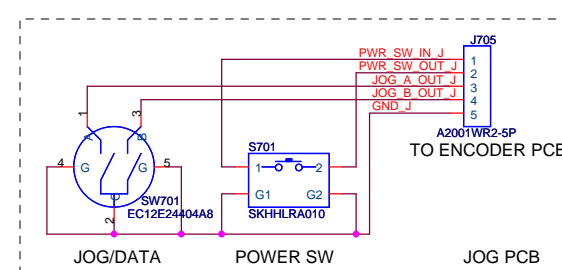 J705
PWR_SW_IN_J 1
PWR_SW_OUT_J 2
JOG_A_OUT_J 3
JOG_B_OUT_J 4
GND_J 5
A2001WR2-5P
TO ENCODER PCB
1 3
A B
4 G G 5
C
2
SW701
EC12E24404A8
S701
1 2
G1 G2
SKHHLRA010
JOG/DATA POWER SW JOG PCB